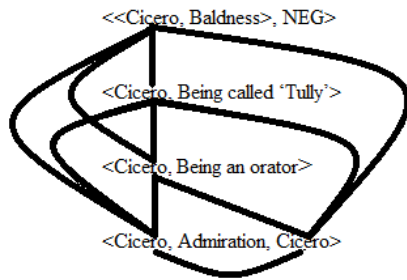 <<Cicero, Baldness>, NEG>
<Cicero, Being called ‘Tully’>
<Cicero, Being an orator>
<Cicero, Admiration, Cicero>